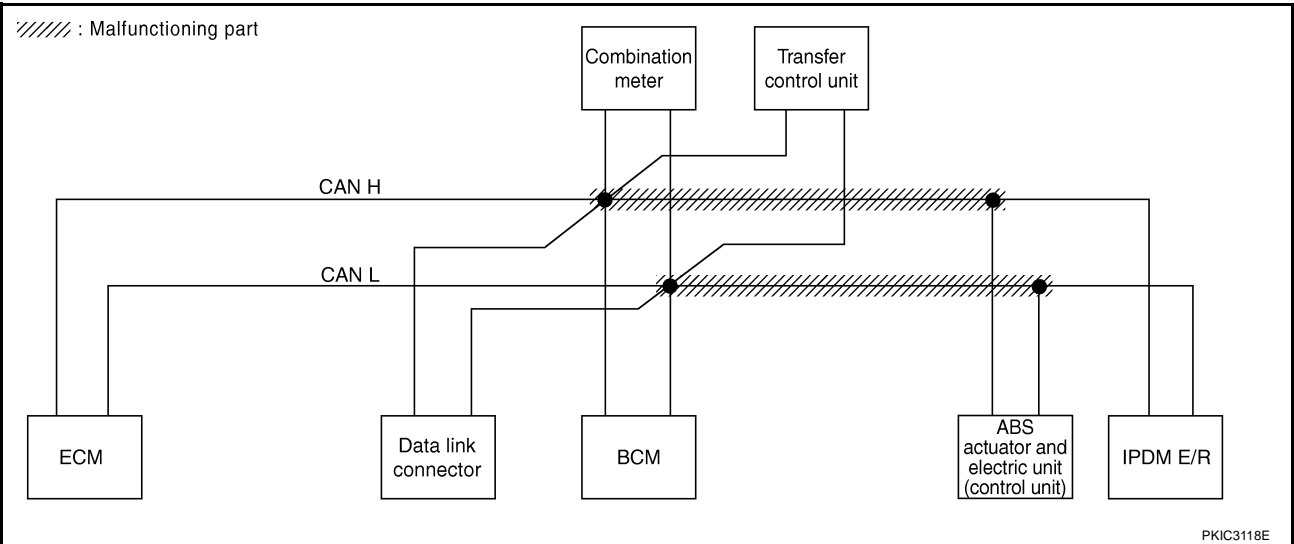 : Malfunctioning part
Combination
meter
Transfer
control unit
CAN H
CAN L
ECM
Data link
connector
BCM
ABS
actuator and
electric unit
(control unit)
IPDM E/R
PKIC3118E